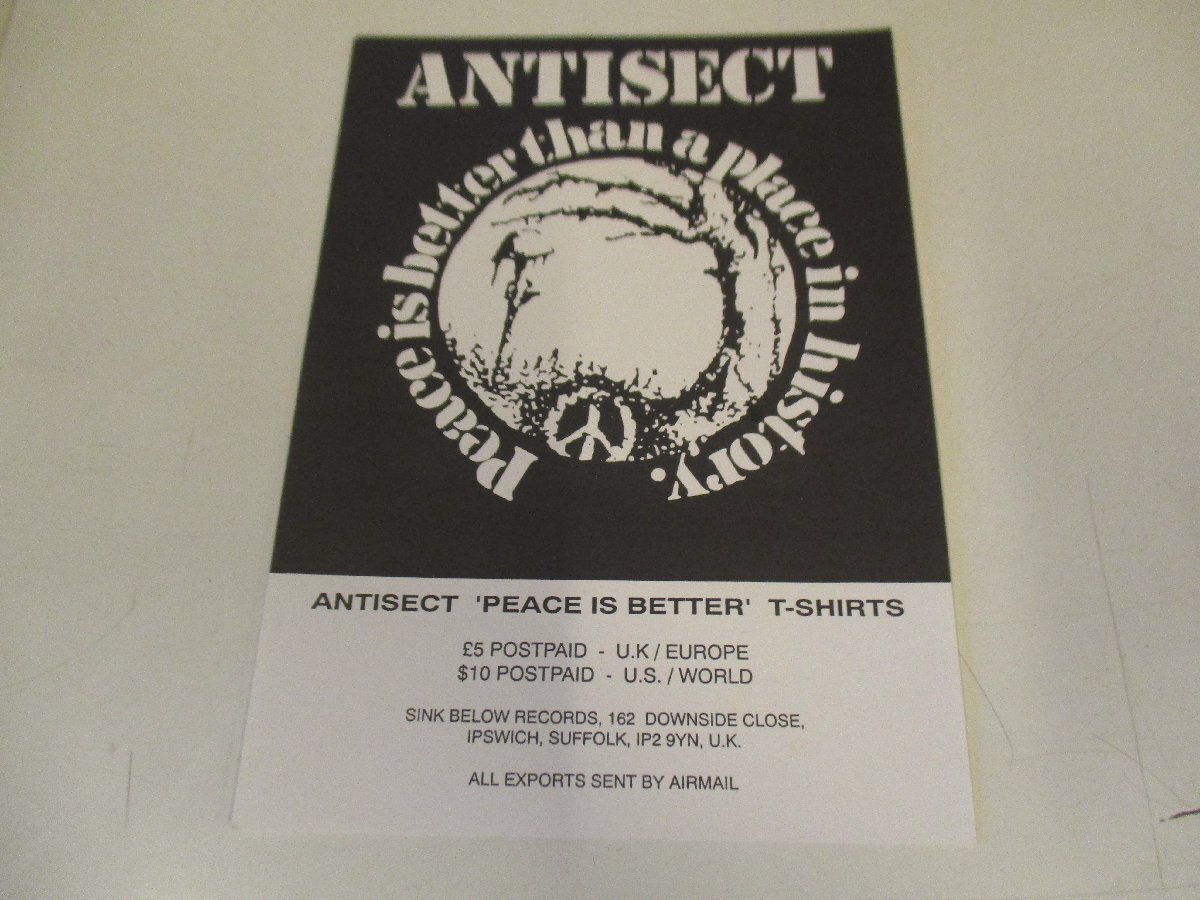 ANTISECT
Peace is better than a place in history.
ANTISECT 'PEACE IS BETTER' T-SHIRTS
£5 POSTPAID - U.K / EUROPE
$10 POSTPAID - U.S. / WORLD
SINK BELOW RECORDS, 162 DOWNSIDE CLOSE,
IPSWICH, SUFFOLK, IP2 9YN, U.K.
ALL EXPORTS SENT BY AIRMAIL